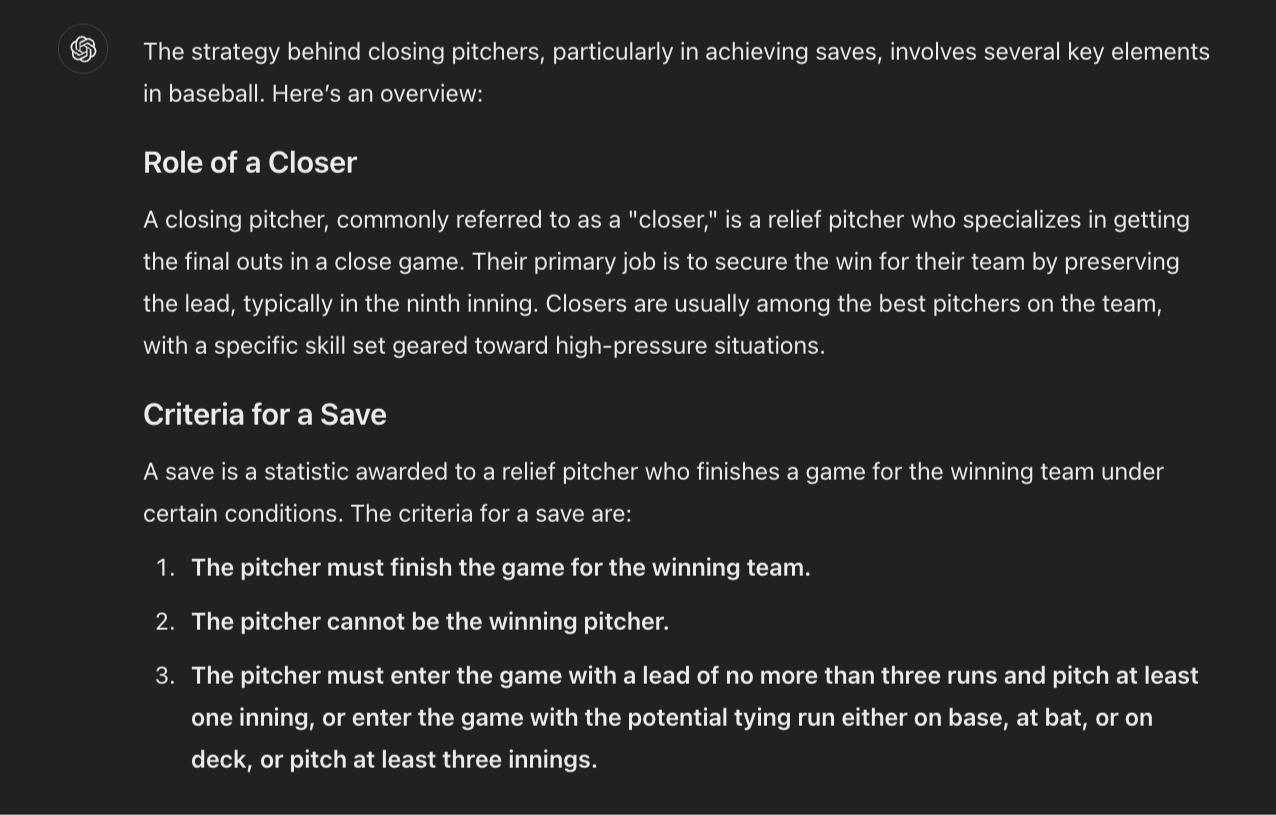 The strategy behind closing pitchers, particularly in achieving saves, involves several key elements
in baseball. Here’s an overview:
Role of a Closer
A closing pitcher, commonly referred to as a "closer," is a relief pitcher who specializes in getting
the final outs in a close game. Their primary job is to secure the win for their team by preserving
the lead, typically in the ninth inning. Closers are usually among the best pitchers on the team,
with a specific skill set geared toward high-pressure situations.
Criteria for a Save
A save is a statistic awarded to a relief pitcher who finishes a game for the winning team under
certain conditions. The criteria for a save are:
1. The pitcher must finish the game for the winning team.
2. The pitcher cannot be the winning pitcher.
3. The pitcher must enter the game with a lead of no more than three runs and pitch at least
one inning, or enter the game with the potential tying run either on base, at bat, or on
deck, or pitch at least three innings.